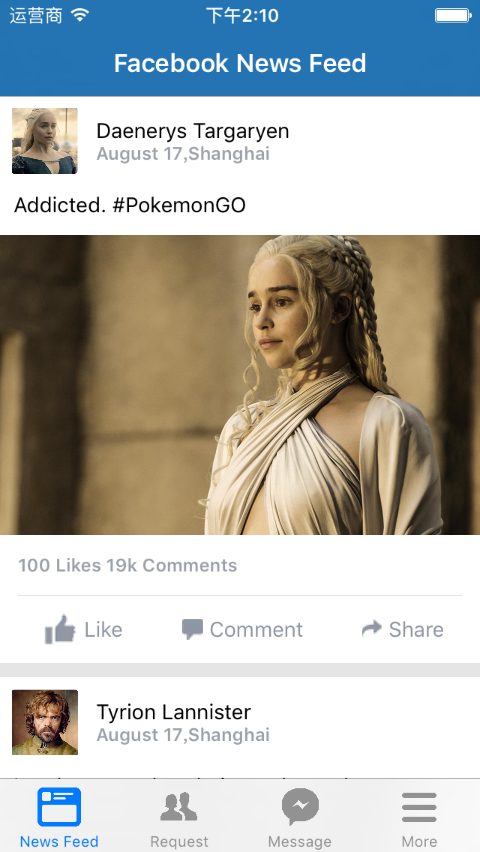 运营商 下午2:10
Facebook News Feed
Daenerys Targaryen
August 17,Shanghai
Addicted. #PokemonGO
100 Likes 19k Comments
Like Comment Share
Tyrion Lannister
August 17,Shanghai
News Feed Request Message More